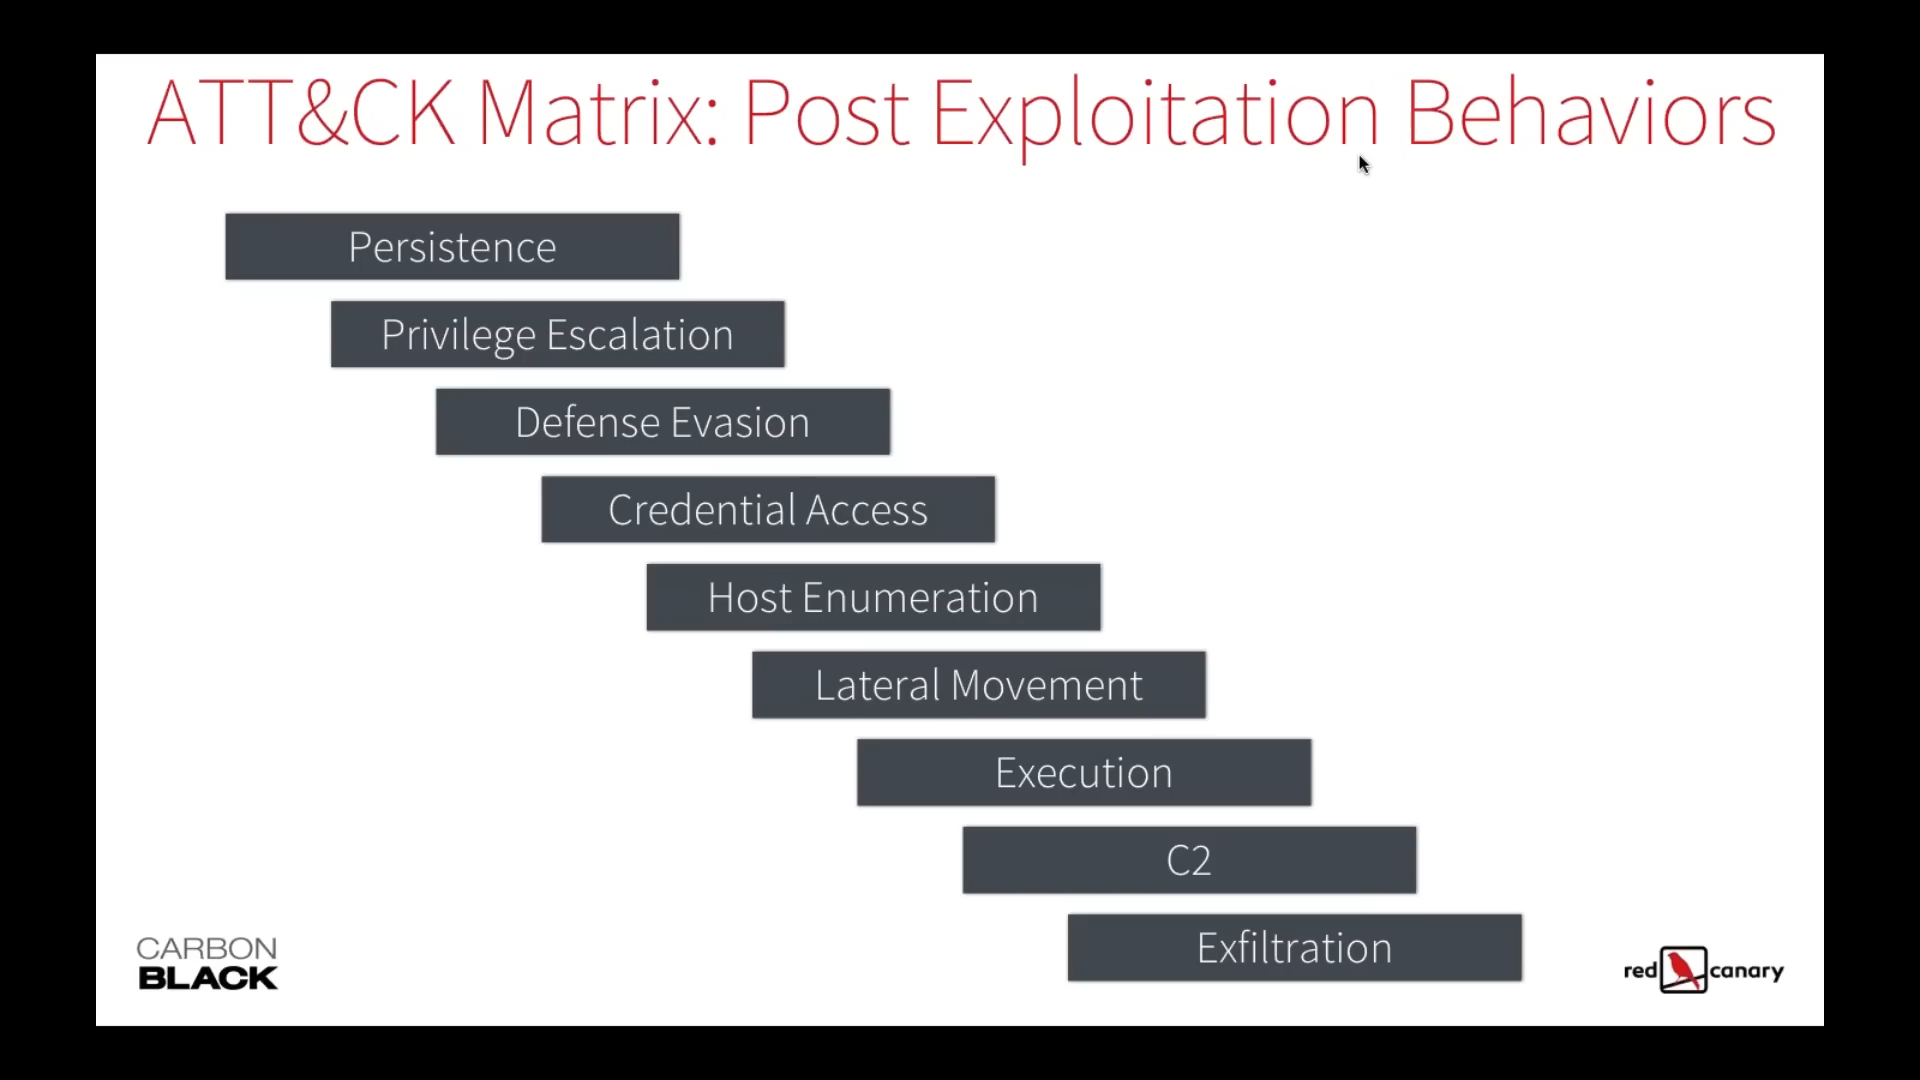 ATT&CK Matrix: Post Exploitation Behaviors
Persistence
Privilege Escalation
Defense Evasion
Credential Access
Host Enumeration
Lateral Movement
Execution
C2
Exfiltration
CARBON
BLACK
red canary